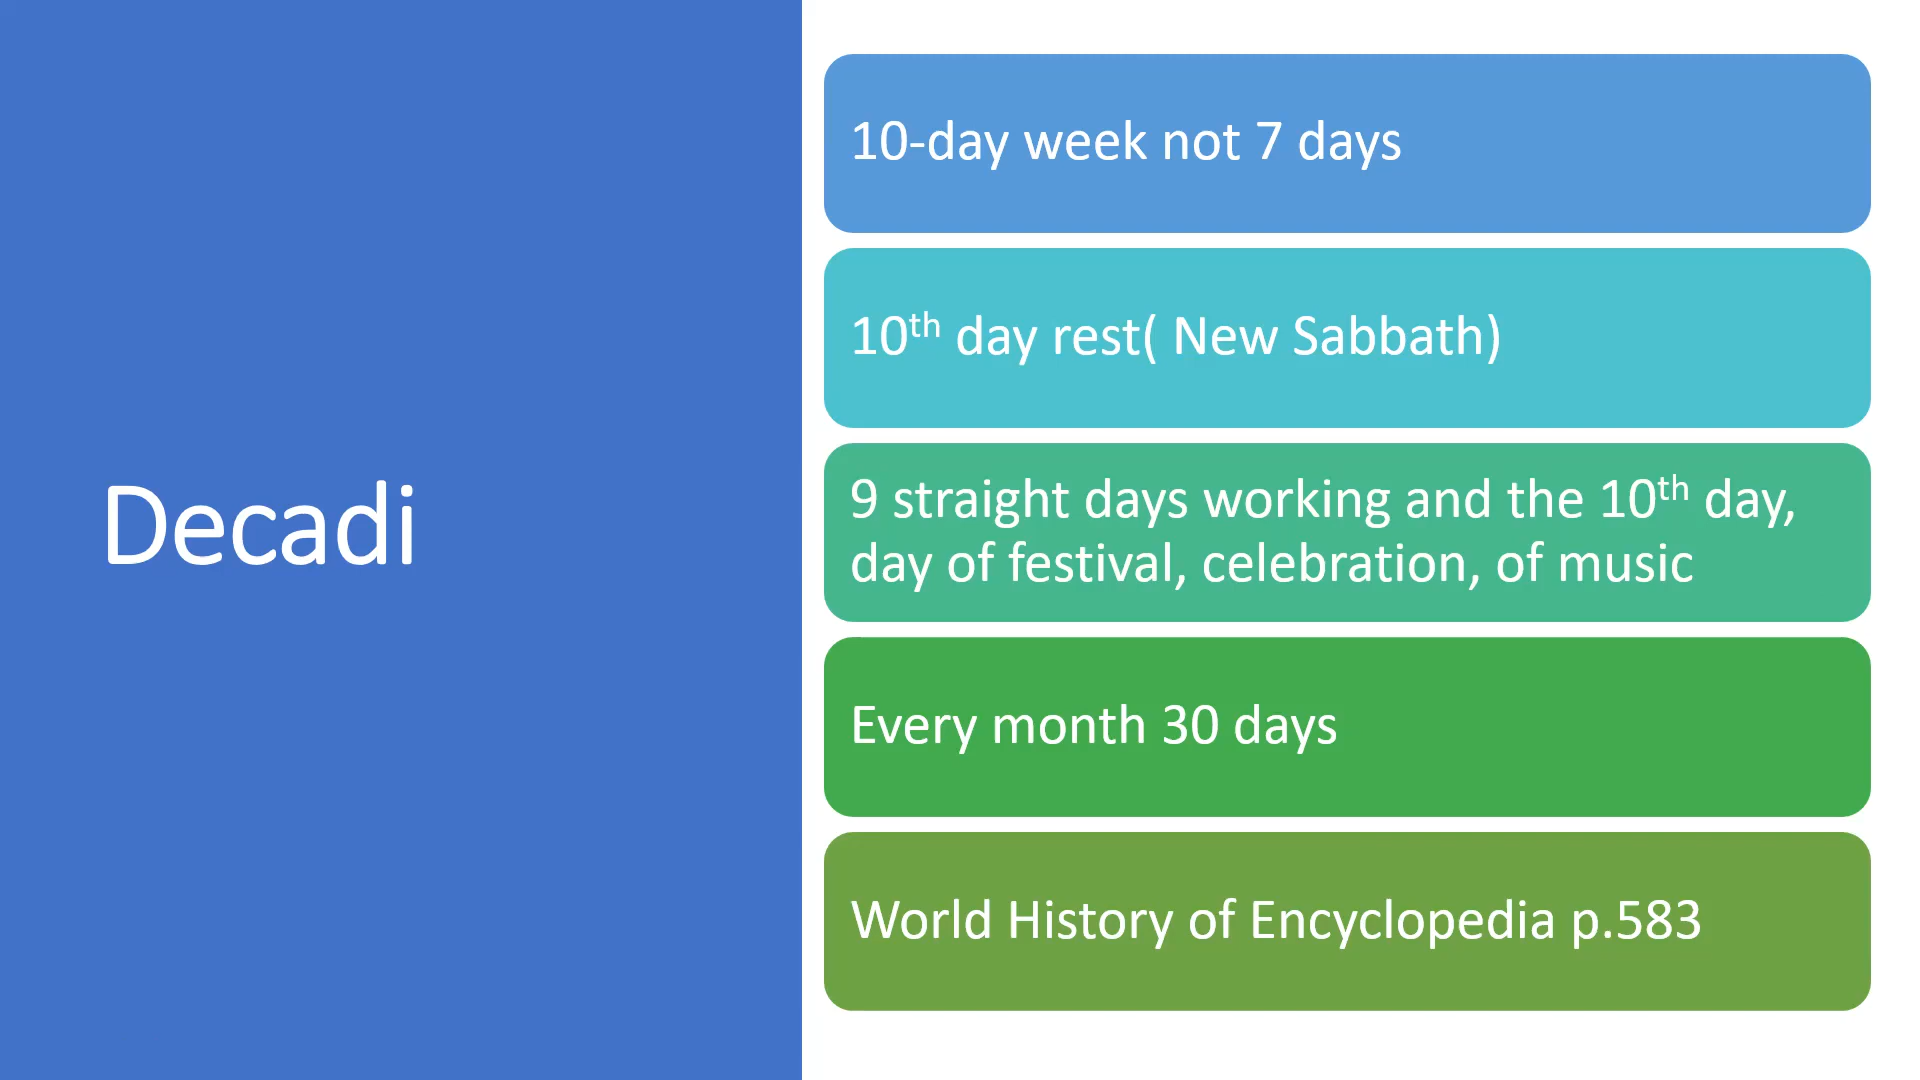 Decadi
10-day week not 7 days
10th day rest( New Sabbath)
9 straight days working and the 10th day,
day of festival, celebration, of music
Every month 30 days
World History of Encyclopedia p.583